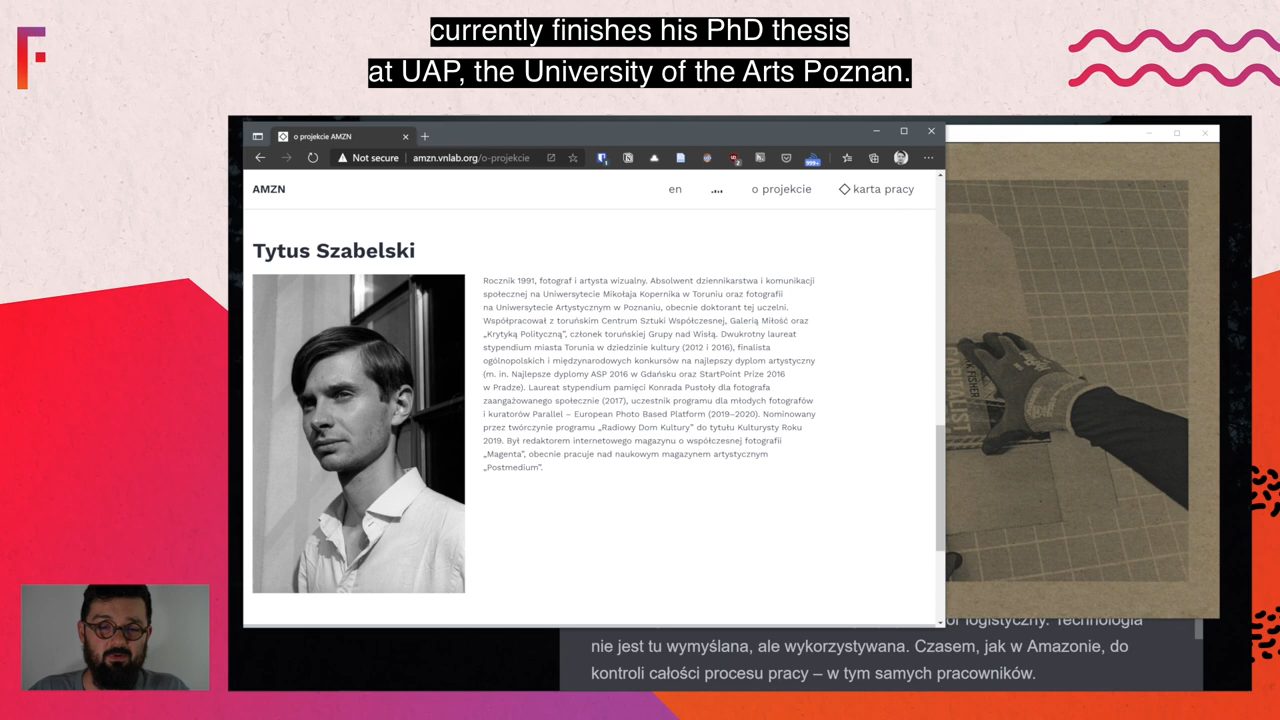 currently finishes his PhD thesis
at UAP, the University of the Arts Poznan.
o projekcie AMZN
Not secure amzn.vnlab.org/o-projekcie
999+
AMZN
en
o projekcie
karta pracy
Tytus Szabelski
Rocznik 1991, fotograf i artysta wizualny. Absolwent dziennikarstwa i komunikacji
społecznej na Uniwersytecie Mikołaja Kopernika w Toruniu oraz fotografii
na Uniwersytecie Artystycznym w Poznaniu, obecnie doktorant tej uczelni.
Współpracował z toruńskim Centrum Sztuki Współczesnej, Galerią Miłość oraz
„Krytyką Polityczną”, członek toruńskiej Grupy nad Wisłą. Dwukrotny laureat
stypendium miasta Torunia w dziedzinie kultury (2012 i 2016), finalista
ogólnopolskich i międzynarodowych konkursów na najlepszy dyplom artystyczny
(m. in. Najlepsze dyplomy ASP 2016 w Gdańsku oraz StartPoint Prize 2016
w Pradze). Laureat stypendium pamięci Konrada Pustoły dla fotografa
zaangażowanego społecznie (2017), uczestnik programu dla młodych fotografów
i kuratorów Parallel – European Photo Based Platform (2019–2020). Nominowany
przez twórczynie programu „Radiowy Dom Kultury” do tytułu Kulturysty Roku
2019. Był redaktorem internetowego magazynu o współczesnej fotografii
„Magenta”, obecnie pracuje nad naukowym magazynem artystycznym
„Postmedium”.
logistyczny. Technologia
nie jest tu wymyślana, ale wykorzystywana. Czasem, jak w Amazonie, do
kontroli całości procesu pracy – w tym samych pracowników.